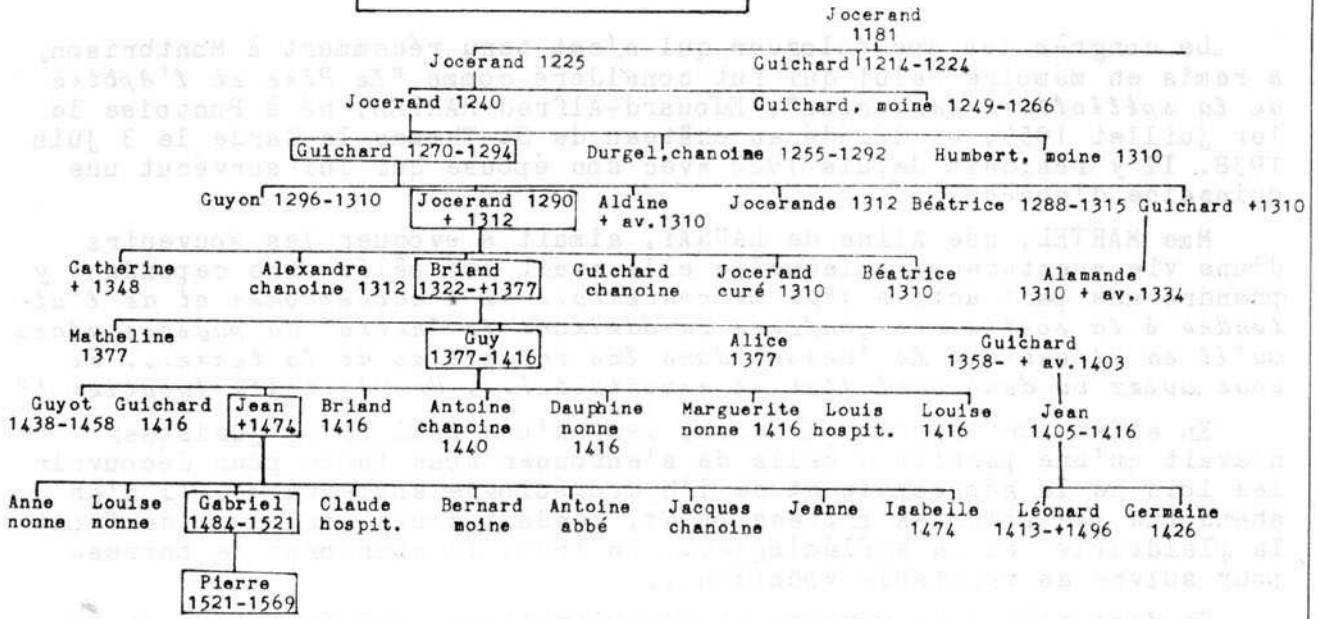 Jocerand
1181
Jocerand 1225 Guichard 1214-1224
Jocerand 1240 Guichard, moine 1249-1266
Guichard 1270-1294 Durgel, chanoine 1255-1292 Humbert, moine 1310
Guyon 1296-1310 Jocerand 1290 Aldine Jocerande 1312 Béatrice 1288-1315 Guichard +1310
+ 1312 + av.1310
Catherine Alexandre Briand Guichard Jocerand Béatrice Alamande
+ 1348 chanoine 1312 1322-+1377 chanoine curé 1310 1310 1310 + av.1334
Matheline Guy Alice Guichard
1377 1377-+1416 1377 1358- + av.1403
Guyot Guichard Jean Briand Antoine Dauphine Marguerite Louis Louise Jean
1438-1458 1416 +1474 1416 chanoine nonne nonne 1416 hospit. 1416 1405-1416
1440 1416
Anne Louise Gabriel Claude Bernard Antoine Jacques Jeanne Isabelle Léonard Germaine
nonne nonne 1484-1521 hospit. moine abbé chanoine 1474 1413-1496 1426
Pierre
1521-1569